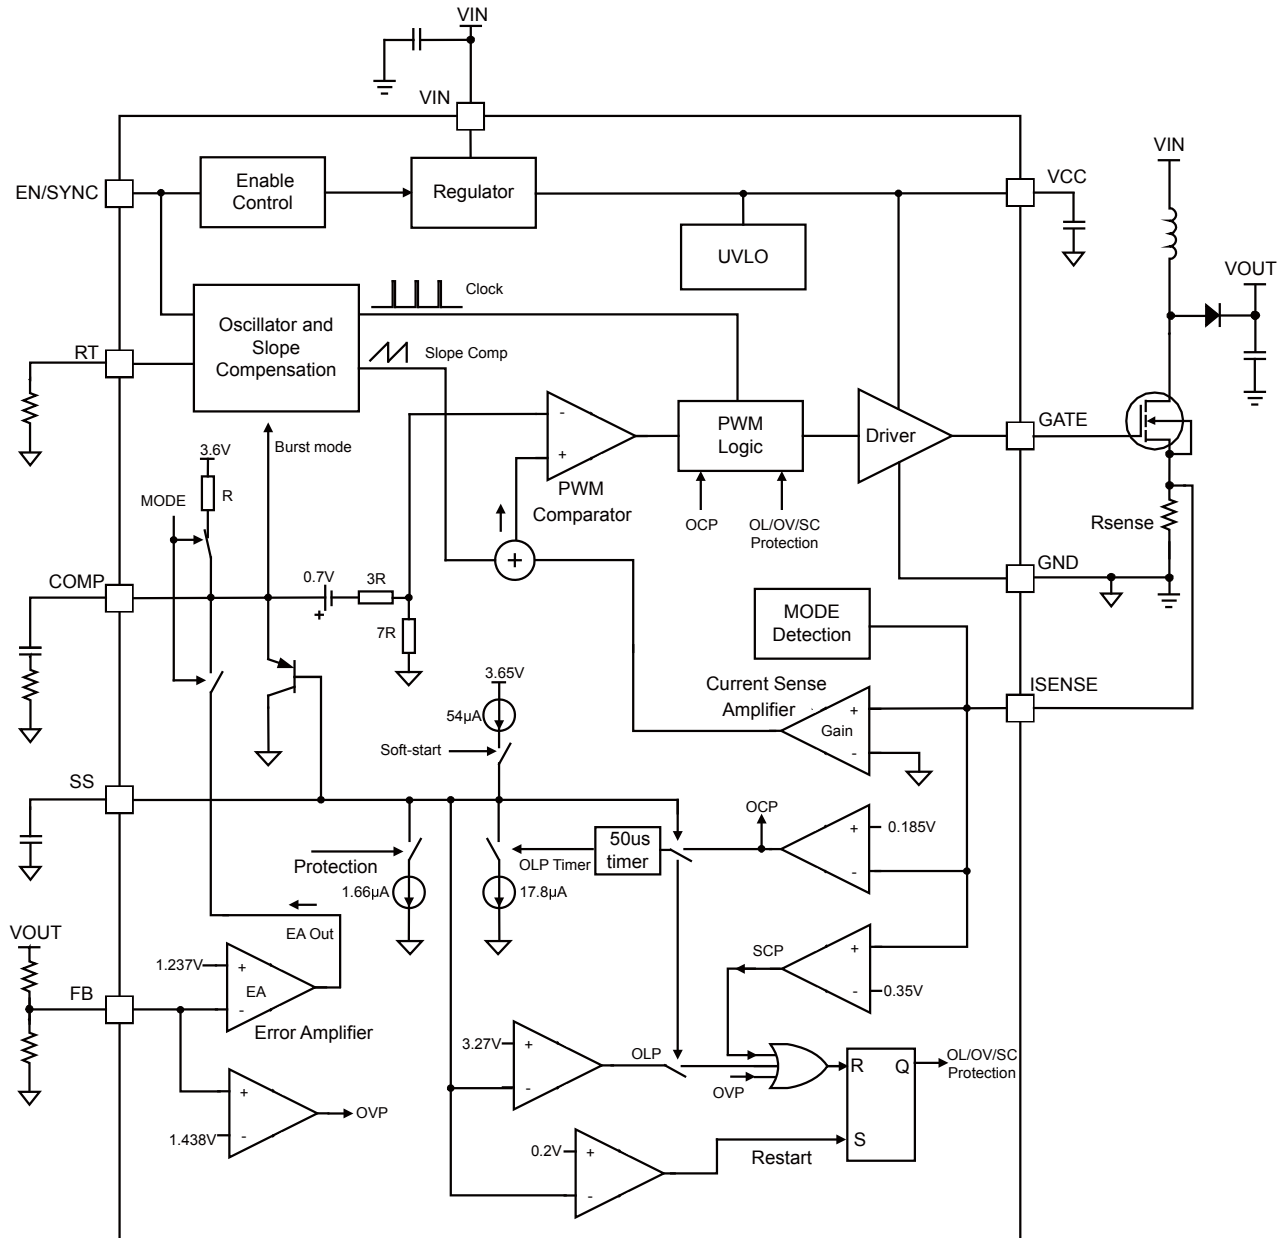 VIN
VIN
VIN
EN/SYNC
Enable
Control
Regulator
VCC
UVLO
VOUT
Clock
Oscillator and
Slope
Compensation
RT
Slope Comp
-
+
PWM
Comparator
PWM
Logic
Driver
GATE
Burst mode
3.6V
R
MODE
OCP
OL/OV/SC
Protection
Rsense
+
COMP
0.7V
+
3R
7R
GND
MODE
Detection
3.65V
54µA
Soft-start
Current Sense
Amplifier
+
Gain
-
ISENSE
SS
OCP
+
0.185V
-
Protection
1.66µA
OLP Timer
50us
timer
17.8µA
VOUT
EA Out
SCP
+
-
0.35V
1.237V
+
EA
-
FB
Error Amplifier
3.27V
+
-
OLP
OVP
R
Q
S
OL/OV/SC
Protection
+
1.438V
-
OVP
0.2V
+
-
Restart